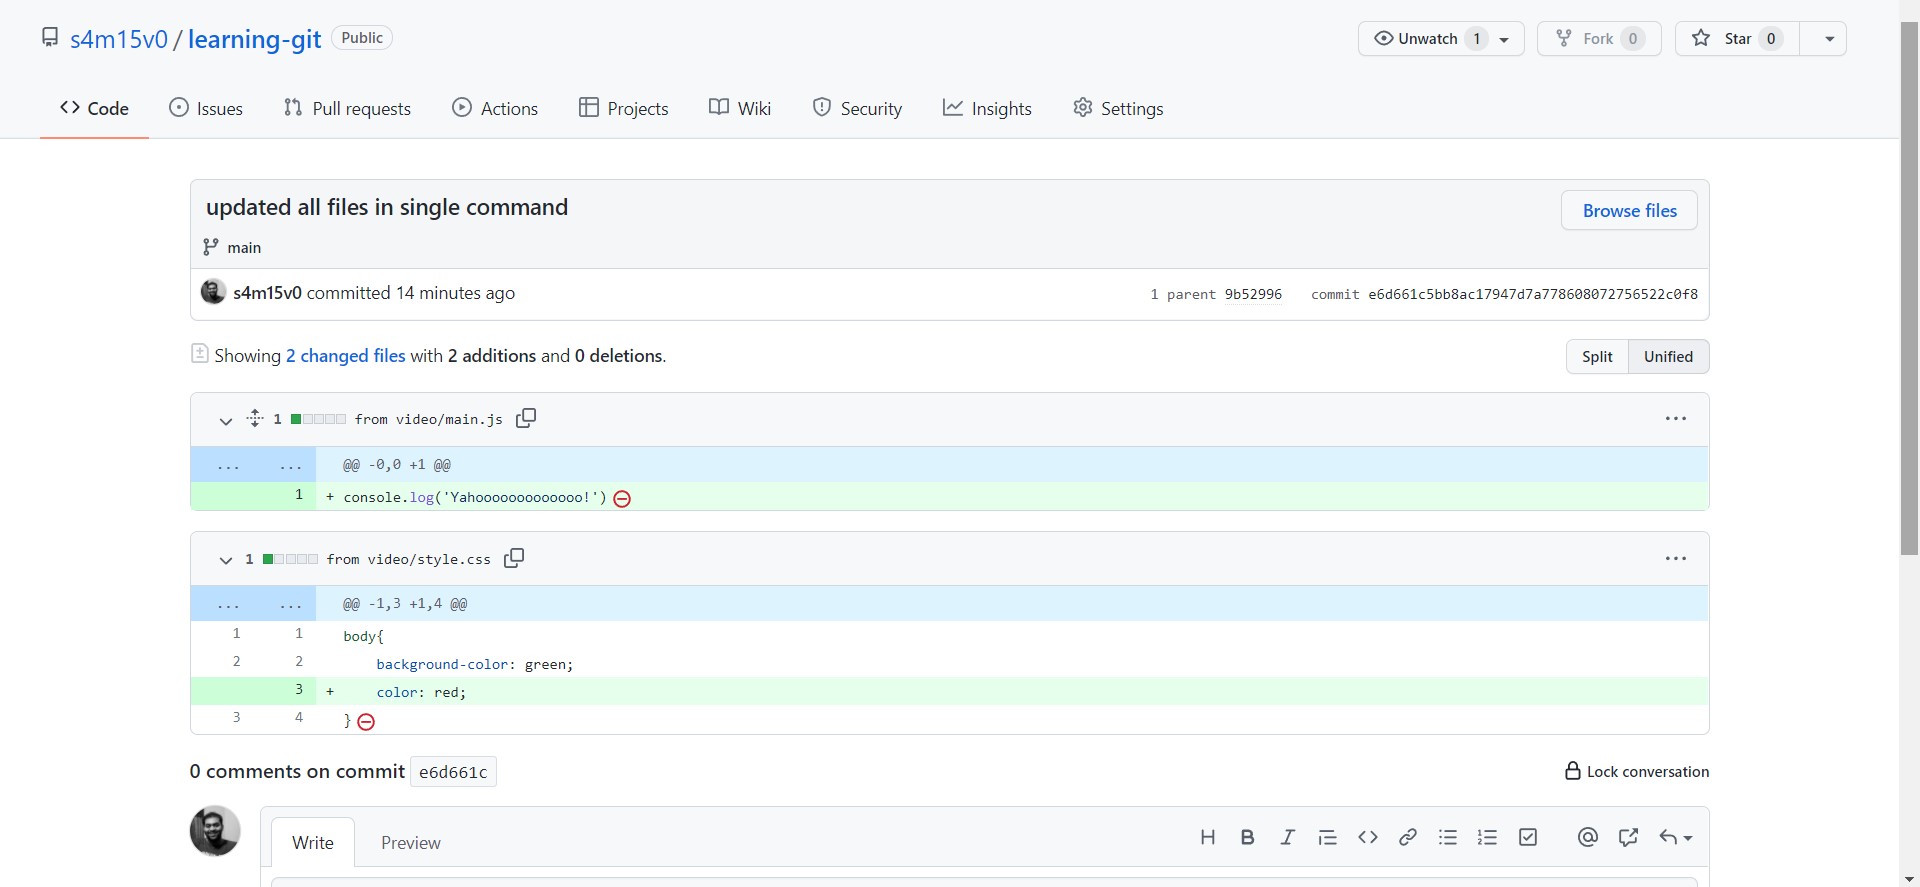 s4m15v0 / learning-git Public
Unwatch 1 Fork 0 Star 0
Code Issues Pull requests Actions Projects Wiki Security Insights Settings
updated all files in single command
Browse files
main
s4m15v0 committed 14 minutes ago 1 parent 9b52996 commit e6d661c5bb8ac17947d7a778608072756522c0f8
Showing 2 changed files with 2 additions and 0 deletions. Split Unified
1 from video/main.js ...
... ... @@ -0,0 +1 @@
1 + console.log('Yahooooooooooooo!')
1 from video/style.css ...
... ... @@ -1,3 +1,4 @@
1 1 body{
2 2 background-color: green;
3 + color: red;
3 4 }
0 comments on commit e6d661c Lock conversation
Write Preview